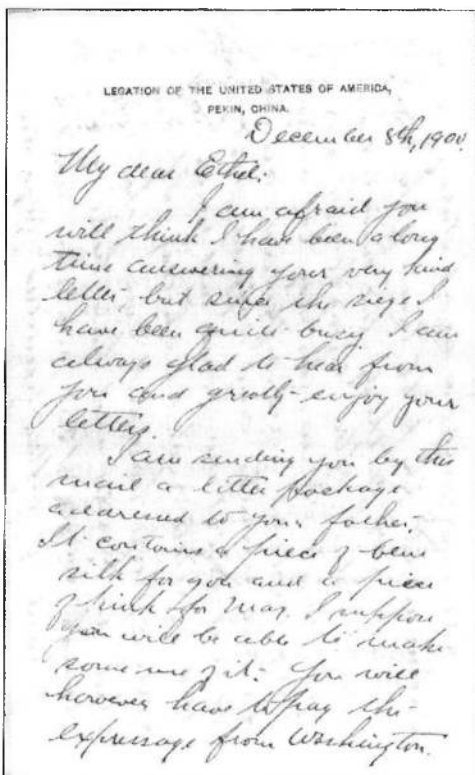 LEGATION OF THE UNITED STATES OF AMERICA,
PEKIN, CHINA.
December 8th, 1900.
My dear Ethel:
I am afraid you
will think I have been a long
time answering your very kind
letter, but since the siege I
have been quite busy. I am
always glad to hear from
you and greatly enjoy your
letters.
I am sending you by this
mail a letter package
addressed to your father.
It contains a piece of blue
silk for you and a piece
of pink for May. I suppose
you will be able to make
some use of it. You will
however have to pay the
expressage from Washington.